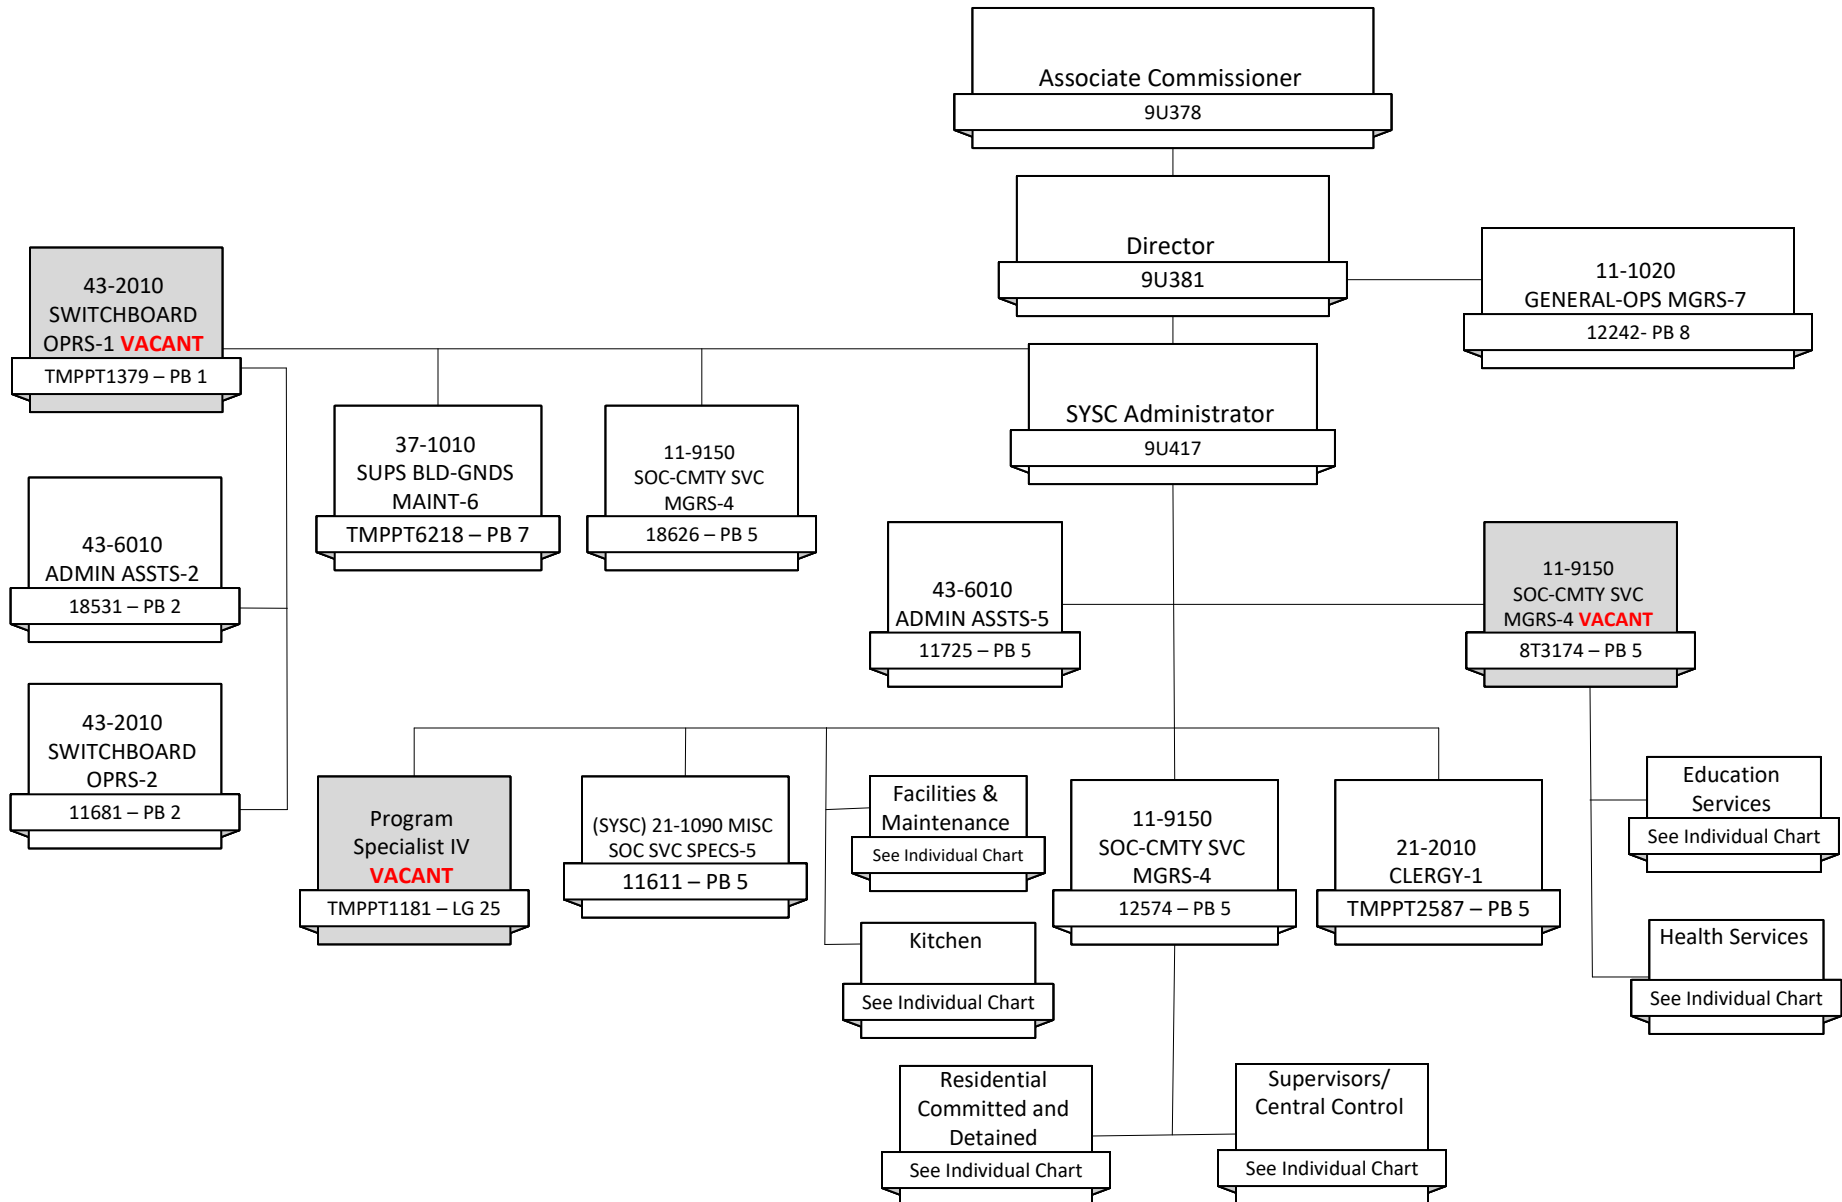 Associate Commissioner
9U378
Director
9U381
11-1020
GENERAL-OPS MGRS-7
12242- PB 8
43-2010
SWITCHBOARD
OPRS-1 VACANT
TMPPT1379 – PB 1
SYSC Administrator
9U417
37-1010
SUPS BLD-GNDS
MAINT-6
TMPPT6218 – PB 7
11-9150
SOC-CMTY SVC
MGRS-4
18626 – PB 5
43-6010
ADMIN ASSTS-2
18531 – PB 2
43-6010
ADMIN ASSTS-5
11725 – PB 5
11-9150
SOC-CMTY SVC
MGRS-4 VACANT
8T3174 – PB 5
43-2010
SWITCHBOARD
OPRS-2
11681 – PB 2
Program
Specialist IV
VACANT
TMPPT1181 – LG 25
(SYSC) 21-1090 MISC
SOC SVC SPECS-5
11611 – PB 5
Facilities &
Maintenance
See Individual Chart
11-9150
SOC-CMTY SVC
MGRS-4
12574 – PB 5
21-2010
CLERGY-1
TMPPT2587 – PB 5
Education
Services
See Individual Chart
Kitchen
See Individual Chart
Health Services
See Individual Chart
Residential
Committed and
Detained
See Individual Chart
Supervisors/
Central Control
See Individual Chart